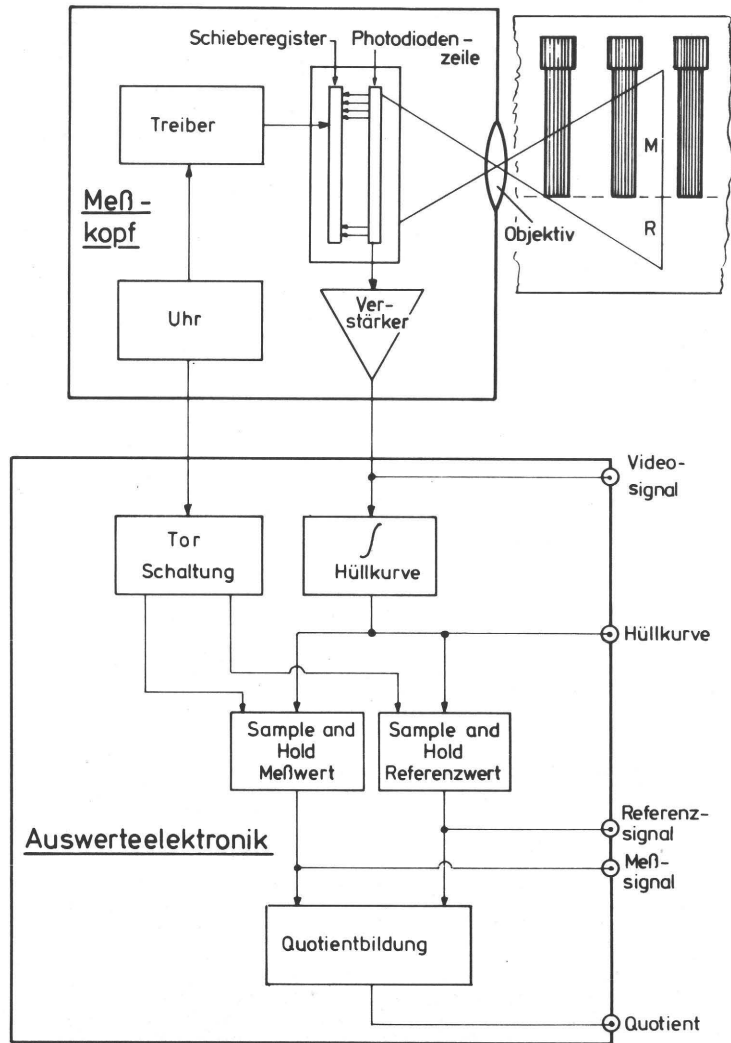 Schieberegister
Photodioden-
zeile
Treiber
M
Meß-
kopf
R
Objektiv
Uhr
Ver-
stärker
Video-
signal
Tor
Schaltung
∫
Hüllkurve
Hüllkurve
Sample and
Hold
Meßwert
Sample and
Hold
Referenzwert
Referenz-
signal
Auswerteelektronik
Meß-
signal
Quotientbildung
Quotient